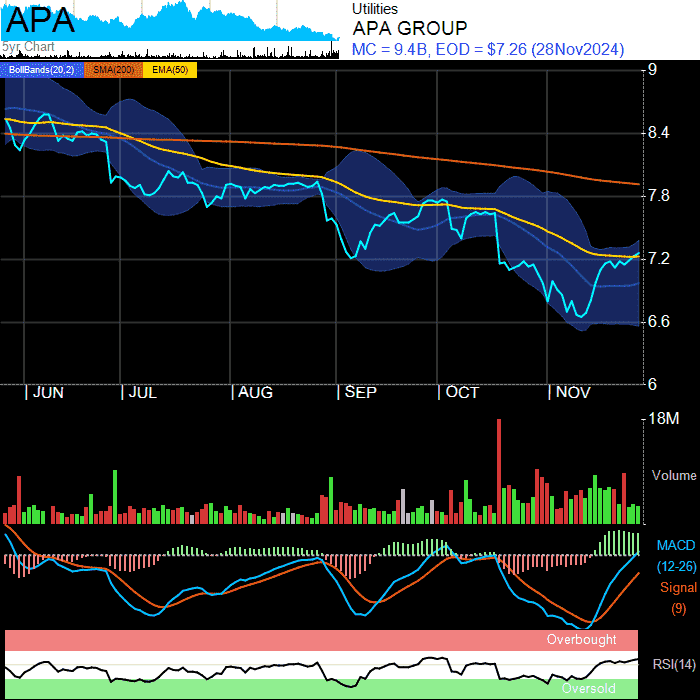 APA
5yr Chart
Utilities
APA GROUP
MC = 9.4B, EOD = $7.26 (28Nov2024)
BollBands(20,2) SMA(200) EMA(50)
9
8.4
7.8
7.2
6.6
6
JUN JUL AUG SEP OCT NOV
18M
Volume
MACD
(12-26)
Signal
(9)
Overbought
RSI(14)
Oversold